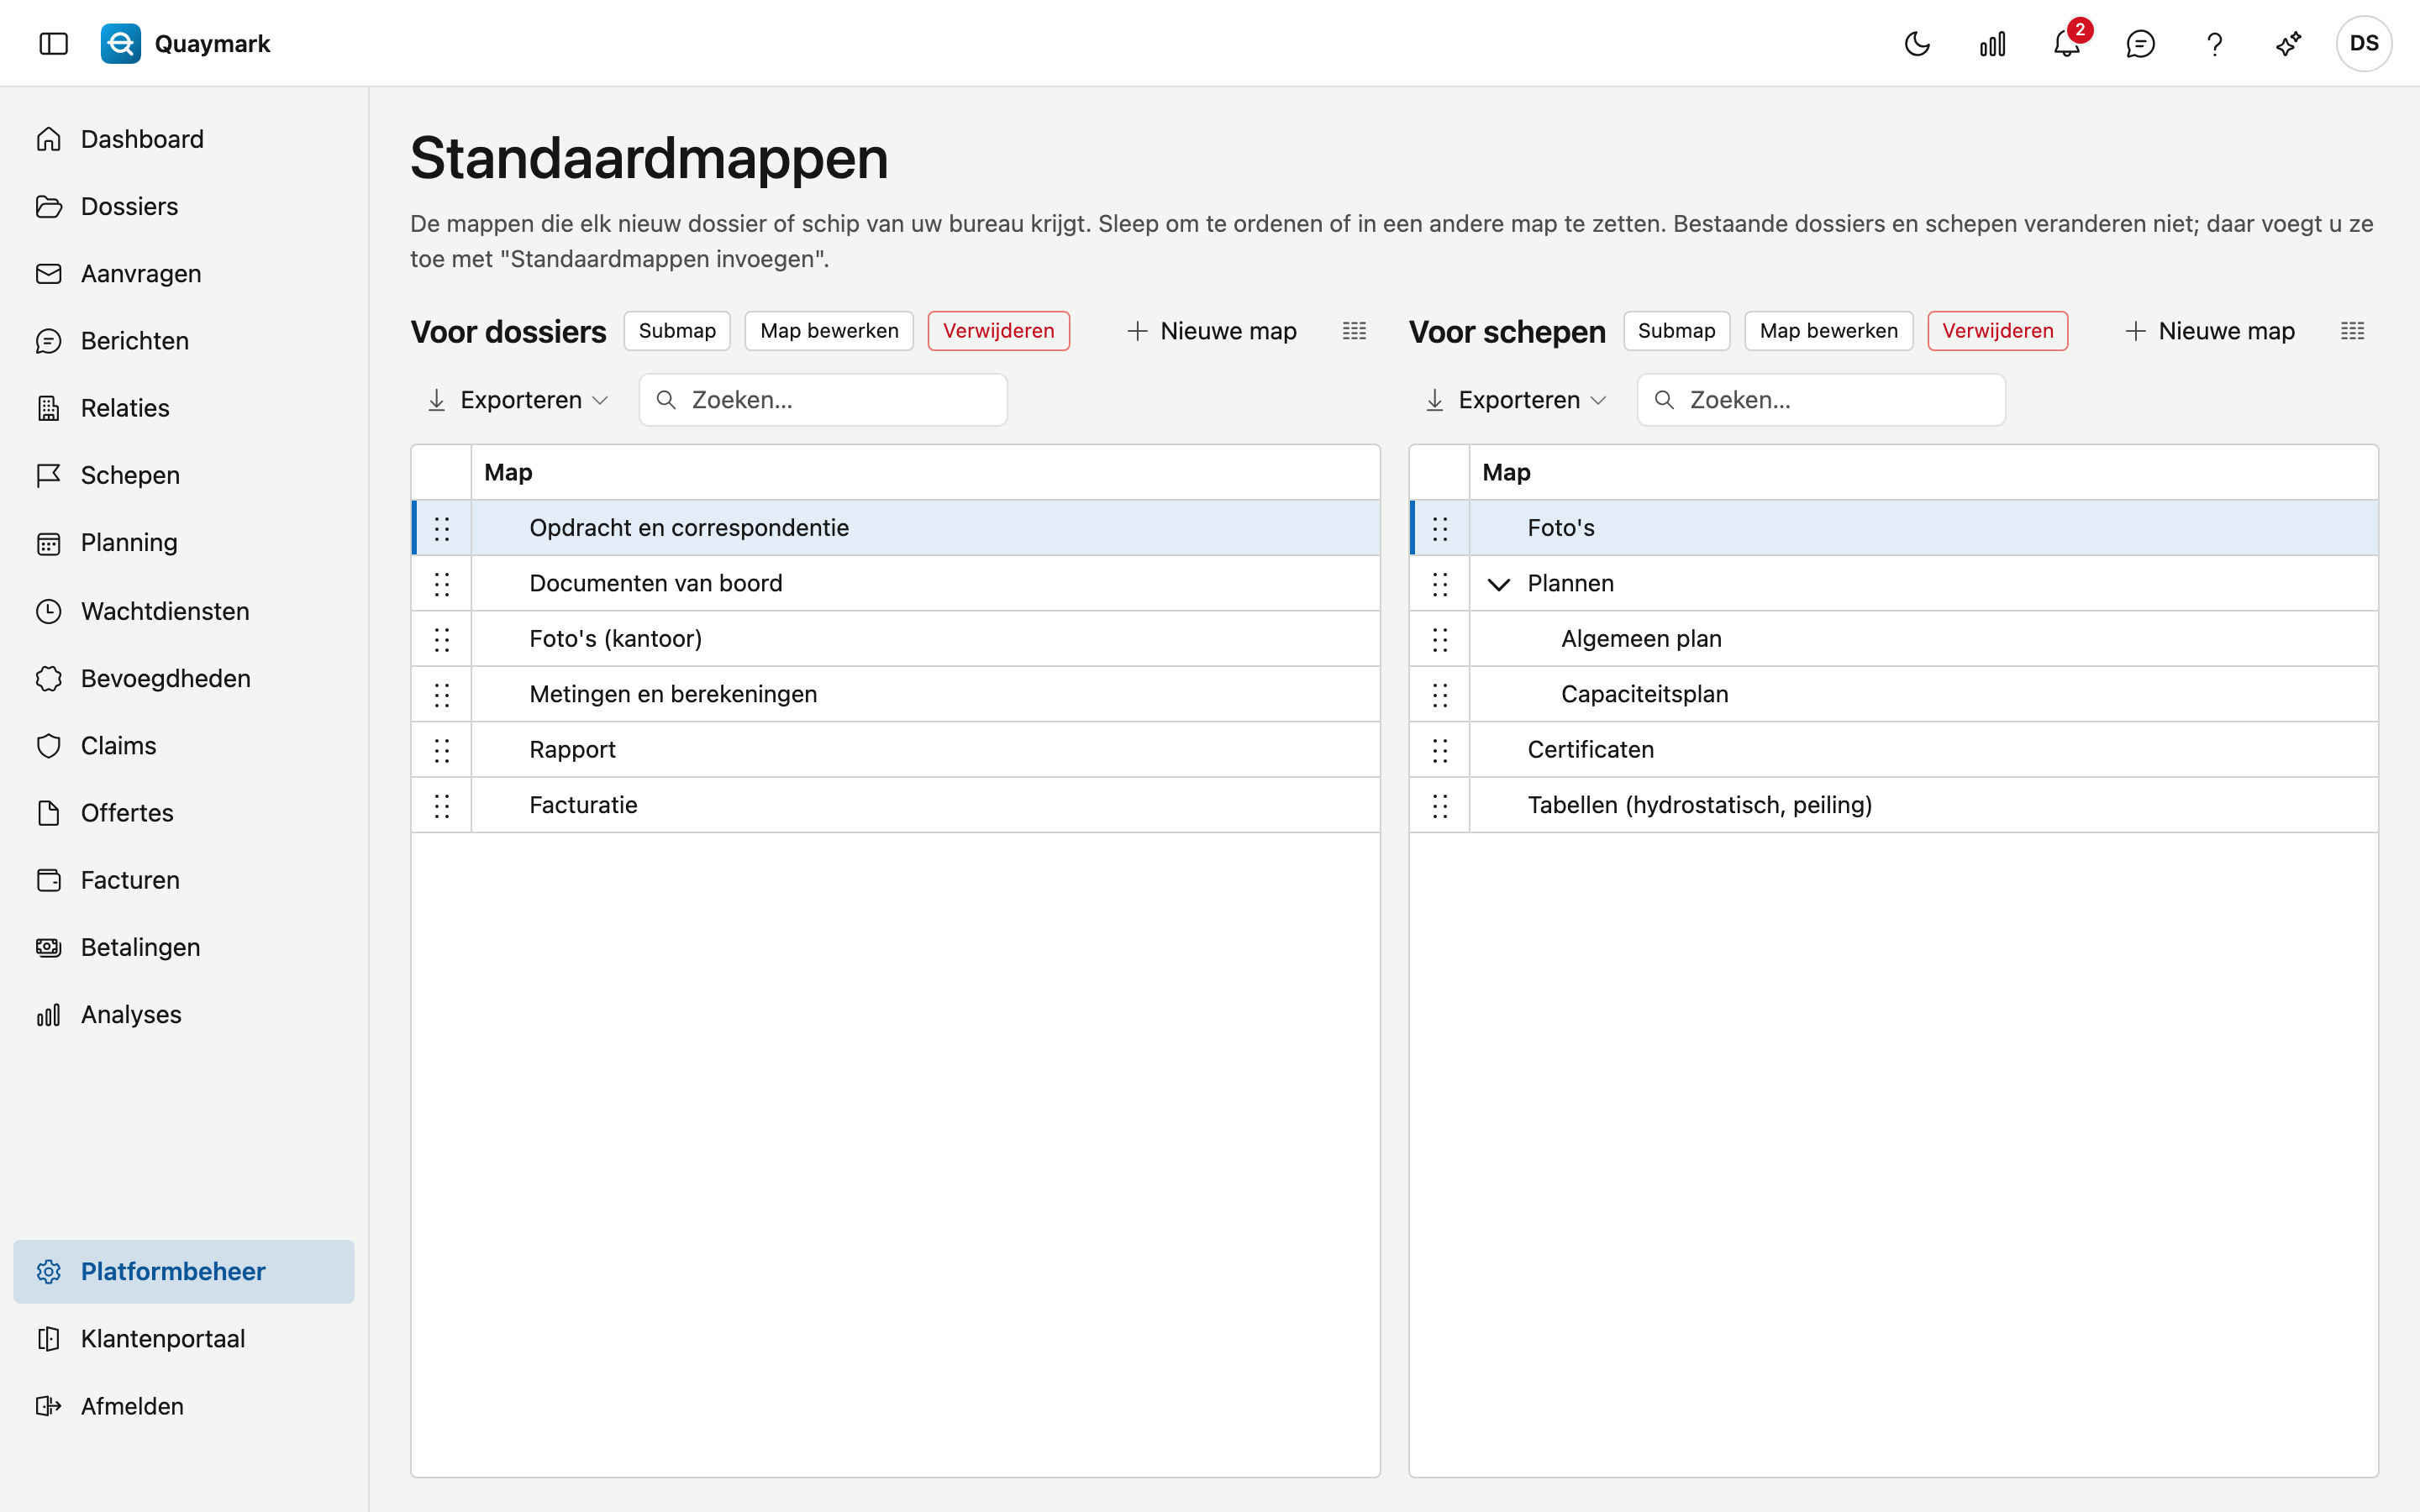 Quaymark
2
DS
Dashboard
Dossiers
Aanvragen
Berichten
Relaties
Schepen
Planning
Wachtdiensten
Bevoegdheden
Claims
Offertes
Facturen
Betalingen
Analyses
Platformbeheer
Klantenportaal
Afmelden
Standaardmappen
De mappen die elk nieuw dossier of schip van uw bureau krijgt. Sleep om te ordenen of in een andere map te zetten. Bestaande dossiers en schepen veranderen niet; daar voegt u ze
toe met "Standaardmappen invoegen".
Voor dossiers Submap Map bewerken Verwijderen Nieuwe map
Exporteren Zoeken...
Map
Opdracht en correspondentie
Documenten van boord
Foto's (kantoor)
Metingen en berekeningen
Rapport
Facturatie
Voor schepen Submap Map bewerken Verwijderen Nieuwe map
Exporteren Zoeken...
Map
Foto's
Plannen
Algemeen plan
Capaciteitsplan
Certificaten
Tabellen (hydrostatisch, peiling)